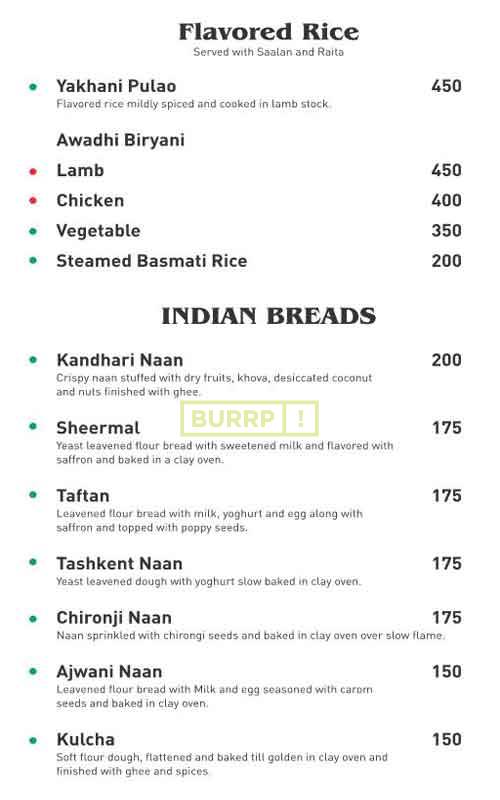 Flavored Rice
Served with Saalan and Raita
Yakhani Pulao 450
Flavored rice mildly spiced and cooked in lamb stock.
Awadhi Biryani
Lamb 450
Chicken 400
Vegetable 350
Steamed Basmati Rice 200
INDIAN BREADS
Kandhari Naan 200
Crispy naan stuffed with dry fruits, khova, desiccated coconut
and nuts finished with ghee.
BURRP !
Sheermal 175
Yeast leavened flour bread with sweetened milk and flavored with
saffron and baked in a clay oven.
Taftan 175
Leavened flour bread with milk, yoghurt and egg along with
saffron and topped with poppy seeds.
Tashkent Naan 175
Yeast leavened dough with yoghurt slow baked in clay oven.
Chironji Naan 175
Naan sprinkled with chirongi seeds and baked in clay oven over slow flame.
Ajwani Naan 150
Leavened flour bread with Milk and egg seasoned with carom
seeds and baked in clay oven.
Kulcha 150
Soft flour dough, flattened and baked till golden in clay oven and
finished with ghee and spices.